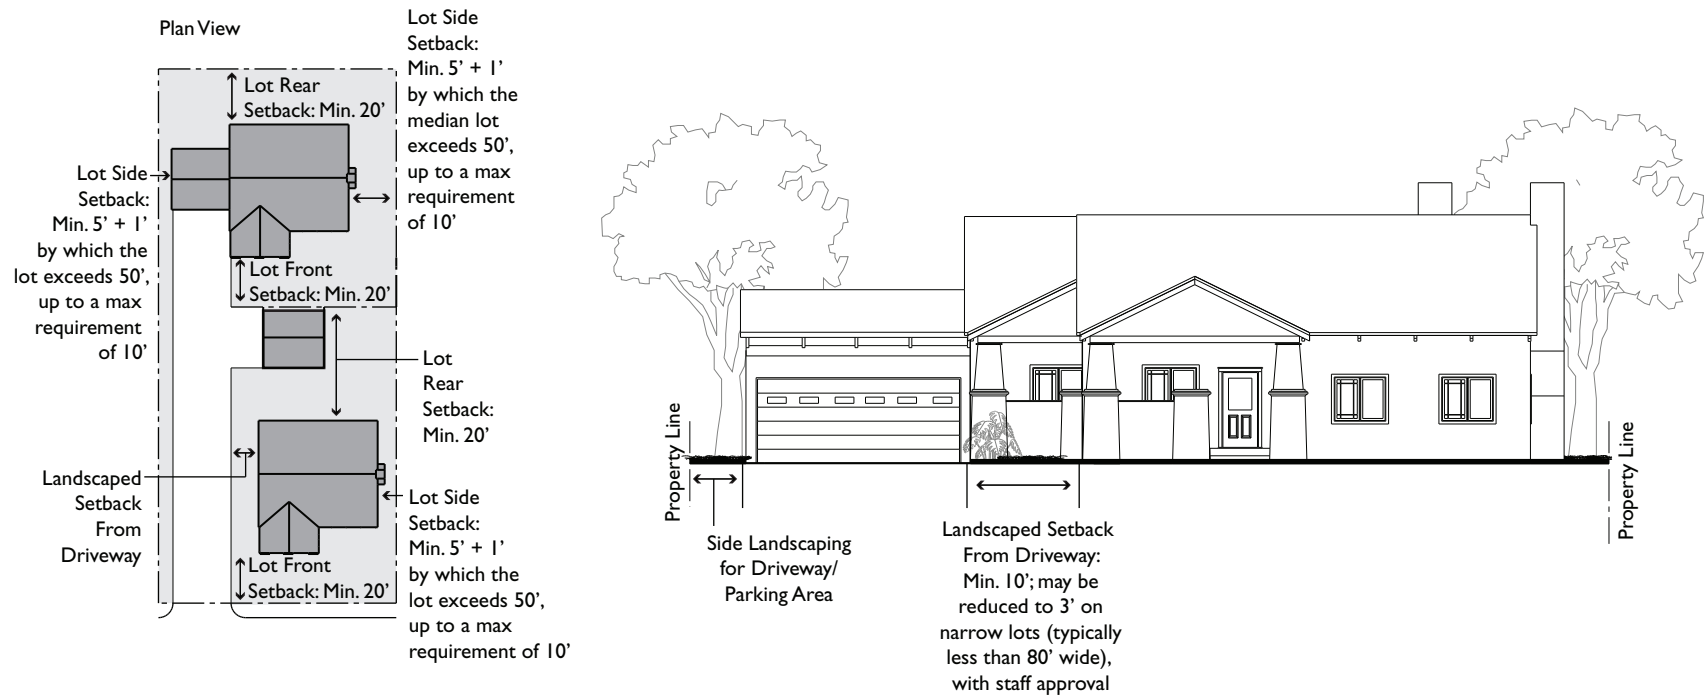 Plan View
Lot Side
Setback:
Min. 5’ + 1’
by which the
median lot
exceeds 50’,
up to a max
requirement
of 10’
Lot Rear
Setback: Min. 20’
Lot Side
Setback:
Min. 5’ + 1’
by which the
lot exceeds 50’,
up to a max
requirement
of 10’
Lot Front
Setback: Min. 20’
Lot
Rear
Setback:
Min. 20’
Landscaped
Setback
From
Driveway
Lot Side
Setback:
Min. 5’ + 1’
by which the
lot exceeds 50’,
up to a max
requirement of 10’
Lot Front
Setback: Min. 20’
Property Line
Side Landscaping
for Driveway/
Parking Area
Landscaped Setback
From Driveway:
Min. 10’; may be
reduced to 3’ on
narrow lots (typically
less than 80’ wide),
with staff approval
Property Line